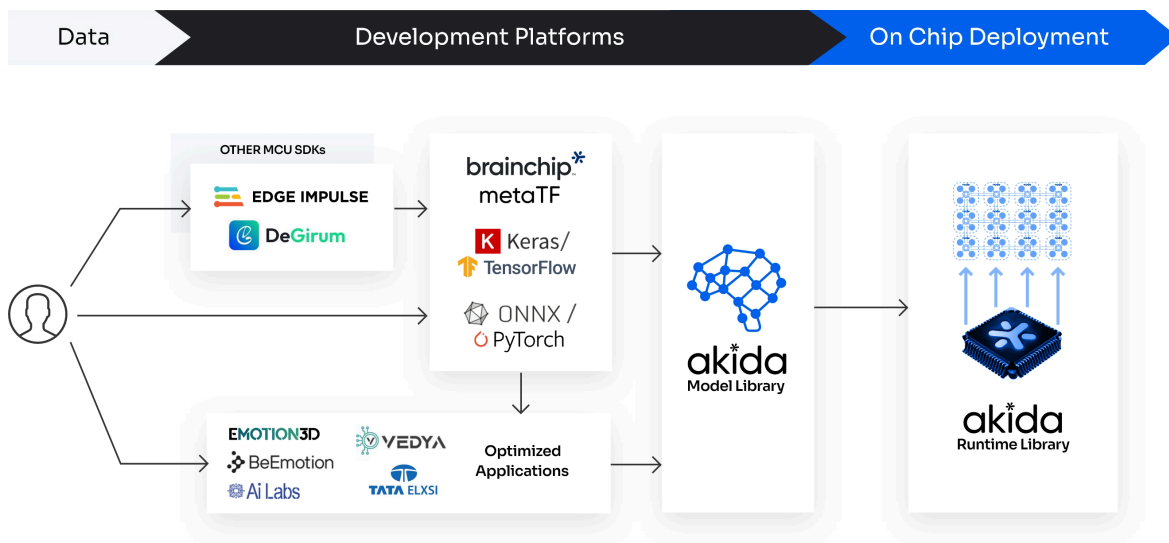 Data
Development Platforms
On Chip Deployment
OTHER MCU SDKs
EDGE IMPULSE
DeGirum
brainchip
metaTF
K Keras/
TensorFlow
ONNX /
PyTorch
EMOTION3D
BeEmotion
Ai Labs
V VEDYA
TATA ELXSI
Optimized
Applications
akida
Model Library
akida
Runtime Library